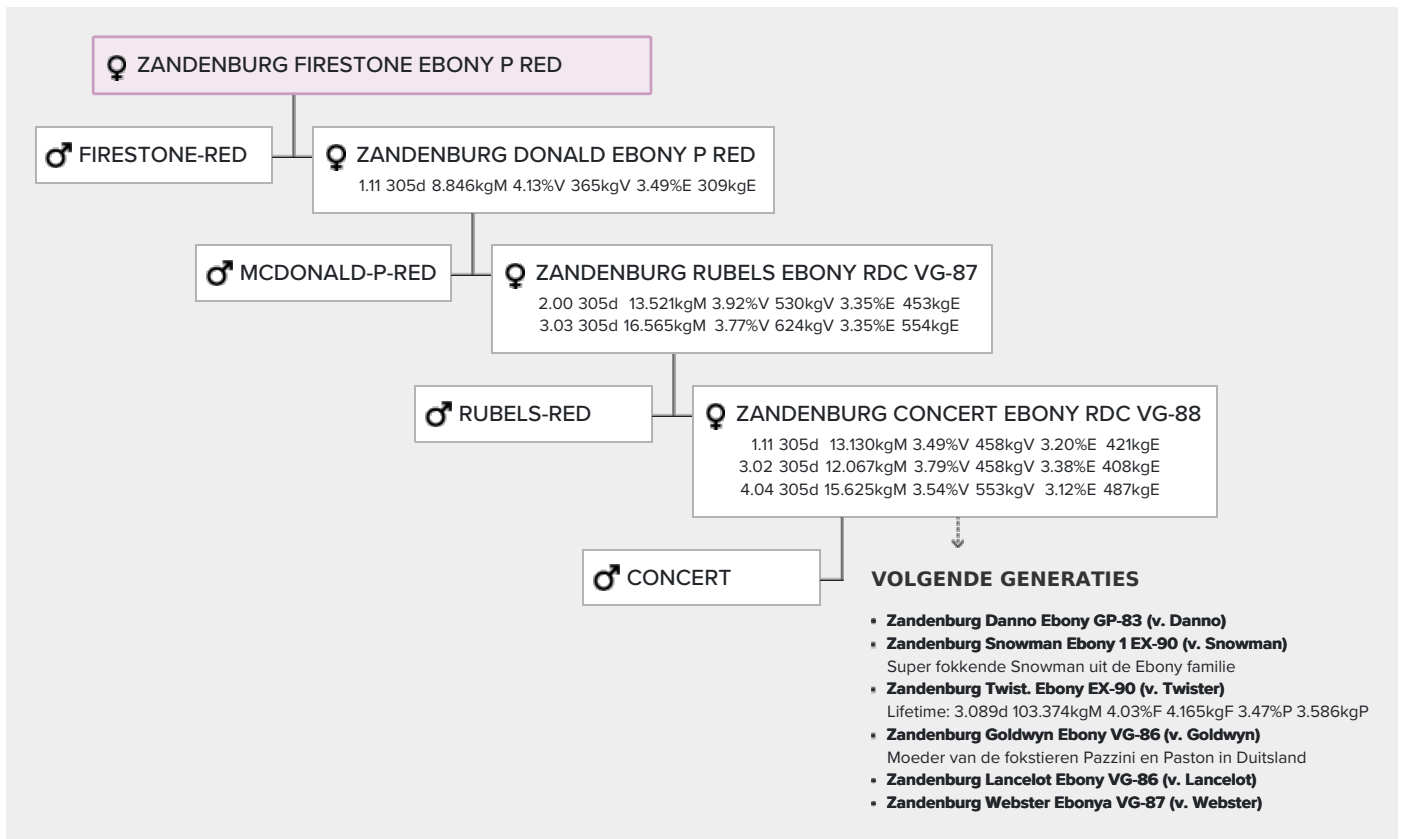 ZANDENBURG FIRESTONE EBONY P RED
FIRESTONE-RED
ZANDENBURG DONALD EBONY P RED
1.11 305d 8.846kgM 4.13%V 365kgV 3.49%E 309kgE
MCDONALD-P-RED
ZANDENBURG RUBELS EBONY RDC VG-87
2.00 305d 13.521kgM 3.92%V 530kgV 3.35%E 453kgE
3.03 305d 16.565kgM 3.77%V 624kgV 3.35%E 554kgE
RUBELS-RED
ZANDENBURG CONCERT EBONY RDC VG-88
1.11 305d 13.130kgM 3.49%V 458kgV 3.20%E 421kgE
3.02 305d 12.067kgM 3.79%V 458kgV 3.38%E 408kgE
4.04 305d 15.625kgM 3.54%V 553kgV 3.12%E 487kgE
CONCERT
VOLGENDE GENERATIES
Zandenburg Danno Ebony GP-83 (v. Danno)
Zandenburg Snowman Ebony 1 EX-90 (v. Snowman)
Super fokkende Snowman uit de Ebony familie
Zandenburg Twist. Ebony EX-90 (v. Twister)
Lifetime: 3.089d 103.374kgM 4.03%F 4.165kgF 3.47%P 3.586kgP
Zandenburg Goldwyn Ebony VG-86 (v. Goldwyn)
Moeder van de fokstieren Pazzini en Paston in Duitsland
Zandenburg Lancelot Ebony VG-86 (v. Lancelot)
Zandenburg Webster Ebonya VG-87 (v. Webster)